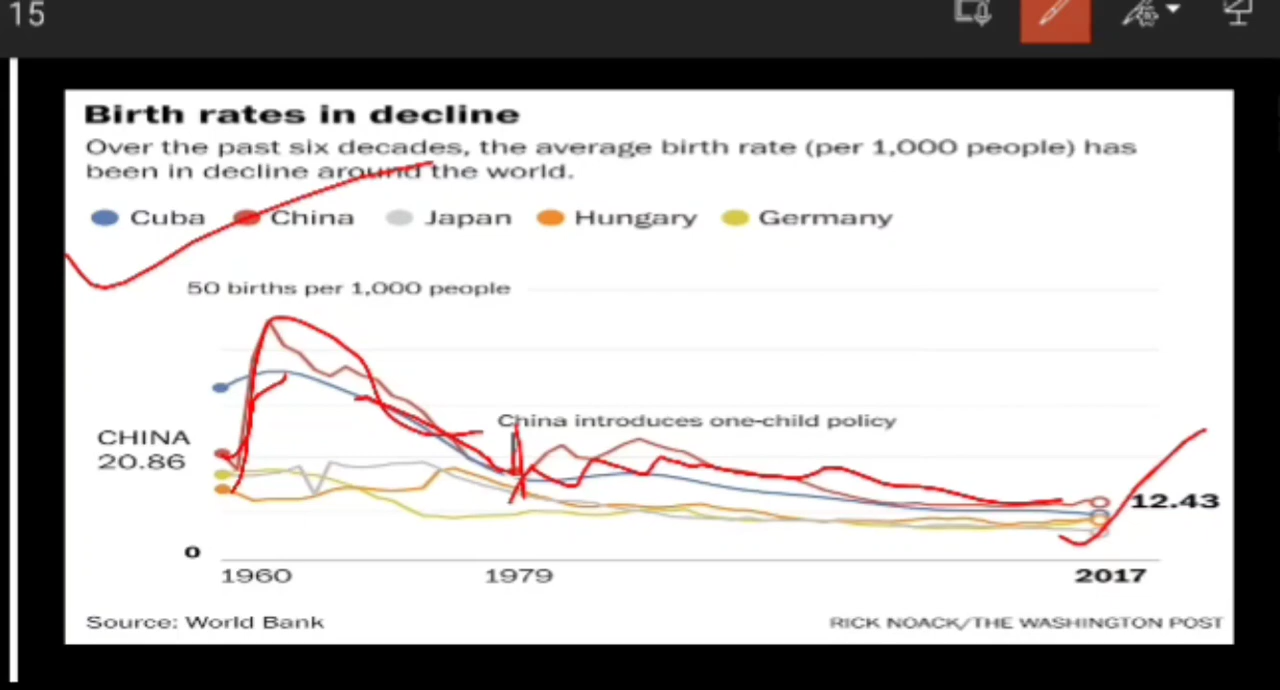 15
Birth rates in decline
Over the past six decades, the average birth rate (per 1,000 people) has
been in decline around the world.
Cuba China Japan Hungary Germany
50 births per 1,000 people
China introduces one-child policy
CHINA
20.86
12.43
0
1960 1979 2017
Source: World Bank RICK NOACK/THE WASHINGTON POST